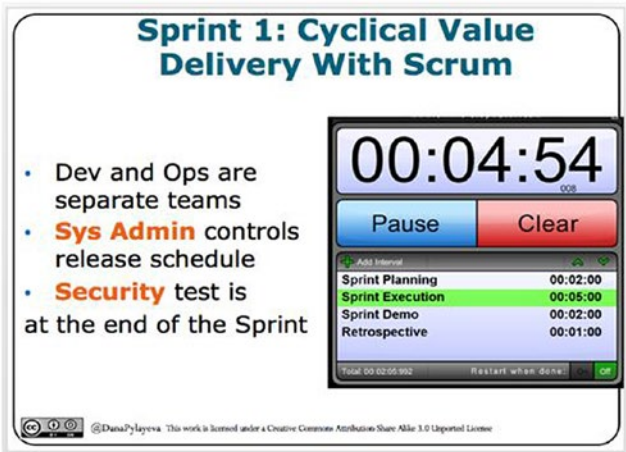 Sprint 1: Cyclical Value
Delivery With Scrum
• Dev and Ops are
separate teams
• Sys Admin controls
release schedule
• Security test is
at the end of the Sprint
00:04:54
008
Pause Clear
Add Interval
Sprint Planning 00:02:00
Sprint Execution 00:05:00
Sprint Demo 00:02:00
Retrospective 00:01:00
Total: 00:02:05:992 Restart when done: On Off
@DanaPylayeva This work is licensed under a Creative Commons Attribution-Share Alike 3.0 Unported License